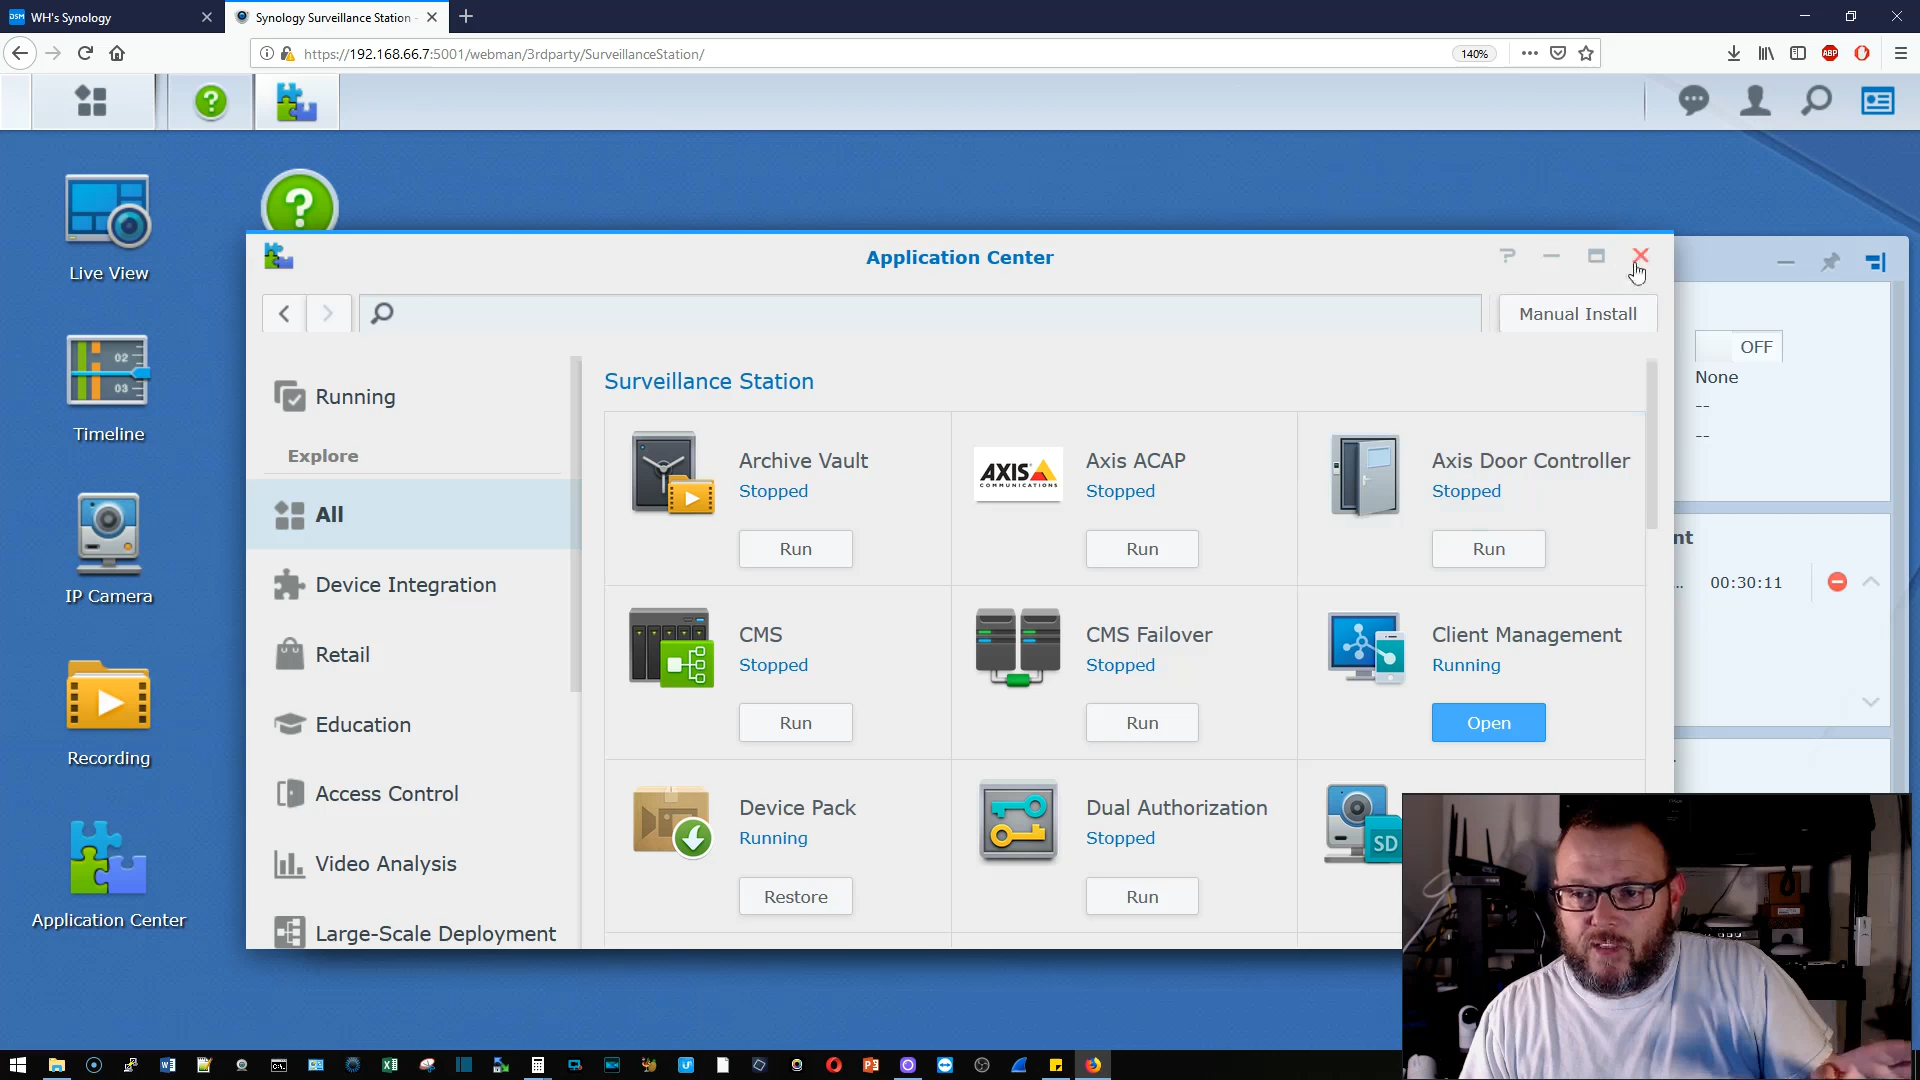 WH's Synology
Synology Surveillance Station -
https://192.168.66.7:5001/webman/3rdparty/SurveillanceStation/
140%
ABP
Live View
Timeline
02
03
IP Camera
Recording
Application Center
Application Center
Manual Install
Running
Explore
All
Device Integration
Retail
Education
Access Control
Video Analysis
Large-Scale Deployment
Surveillance Station
Archive Vault
Stopped
Run
AXIS
COMMUNICATIONS
Axis ACAP
Stopped
Run
Axis Door Controller
Stopped
Run
CMS
Stopped
Run
CMS Failover
Stopped
Run
Client Management
Running
Open
Device Pack
Running
Restore
Dual Authorization
Stopped
Run
SD
OFF
None
--
--
nt
... 00:30:11